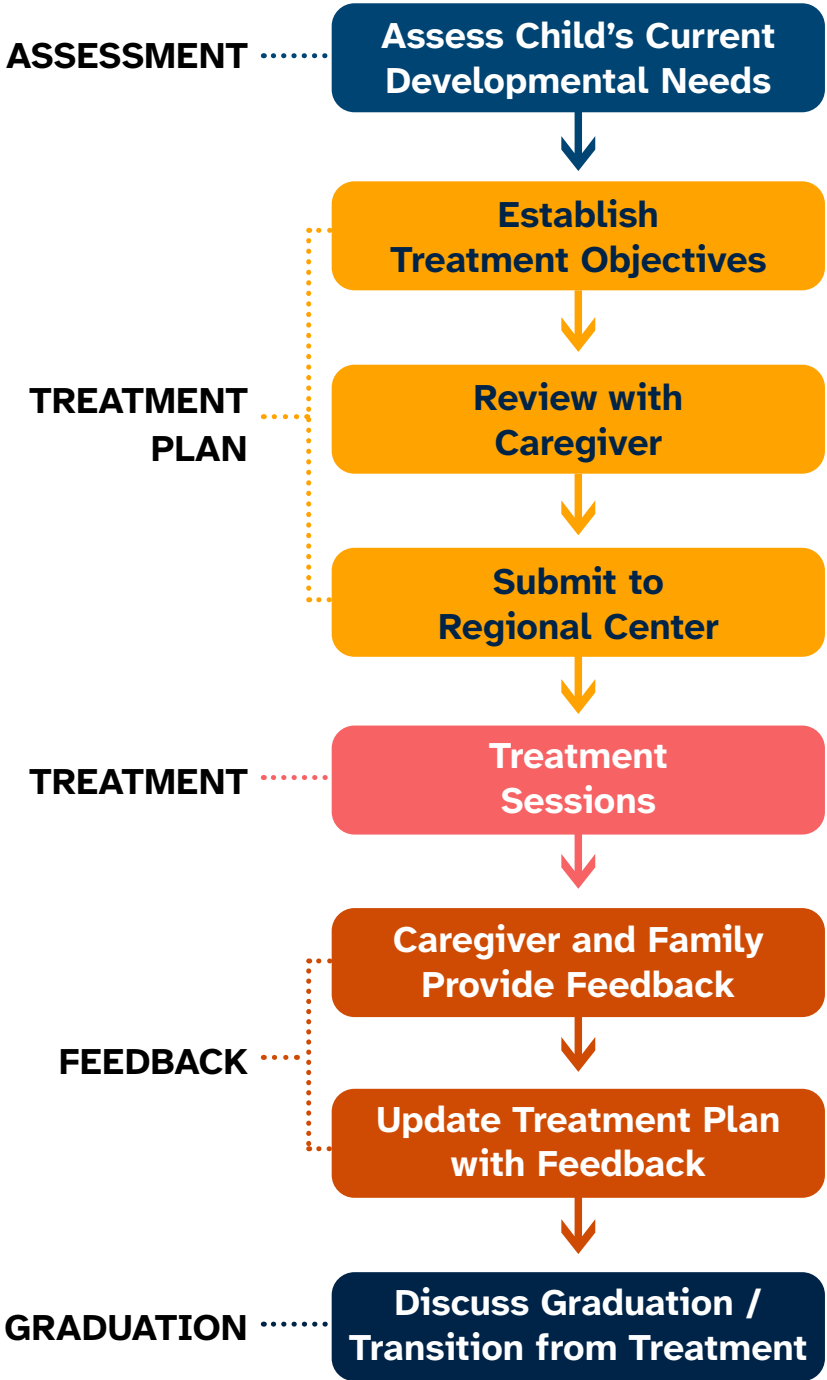 ASSESSMENT
Assess Child’s Current
Developmental Needs
Establish
Treatment Objectives
TREATMENT
PLAN
Review with
Caregiver
Submit to
Regional Center
TREATMENT
Treatment
Sessions
Caregiver and Family
Provide Feedback
FEEDBACK
Update Treatment Plan
with Feedback
GRADUATION
Discuss Graduation /
Transition from Treatment